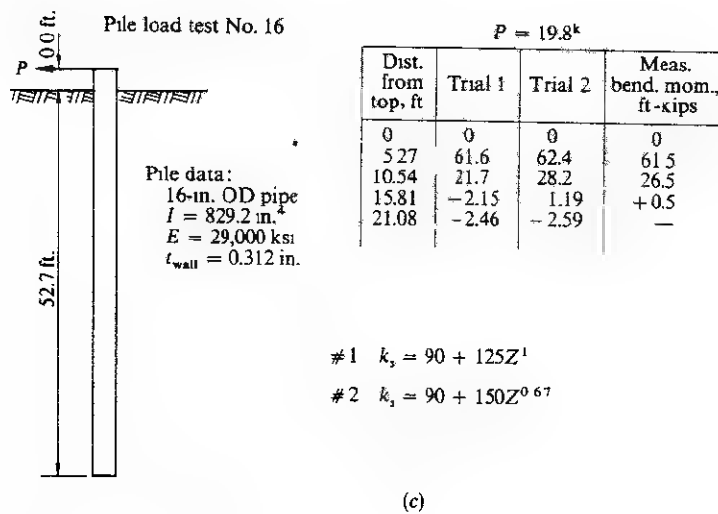 Pile load test No. 16
00 ft.
P
52.7 ft.
Pile data:
16-in. OD pipe
I = 829.2 in.⁴
E = 29,000 ksi
t_wall = 0.312 in.
P = 19.8ᵏ
Dist. from top, ft | Trial 1 | Trial 2 | Meas. bend. mom., ft-kips
0 | 0 | 0 | 0
5 27 | 61.6 | 62.4 | 61 5
10.54 | 21.7 | 28.2 | 26.5
15.81 | −2.15 | 1.19 | +0.5
21.08 | −2.46 | −2.59 | —
#1 kₛ = 90 + 125Z¹
#2 kₛ = 90 + 150Z⁰ ⁶⁷
(c)